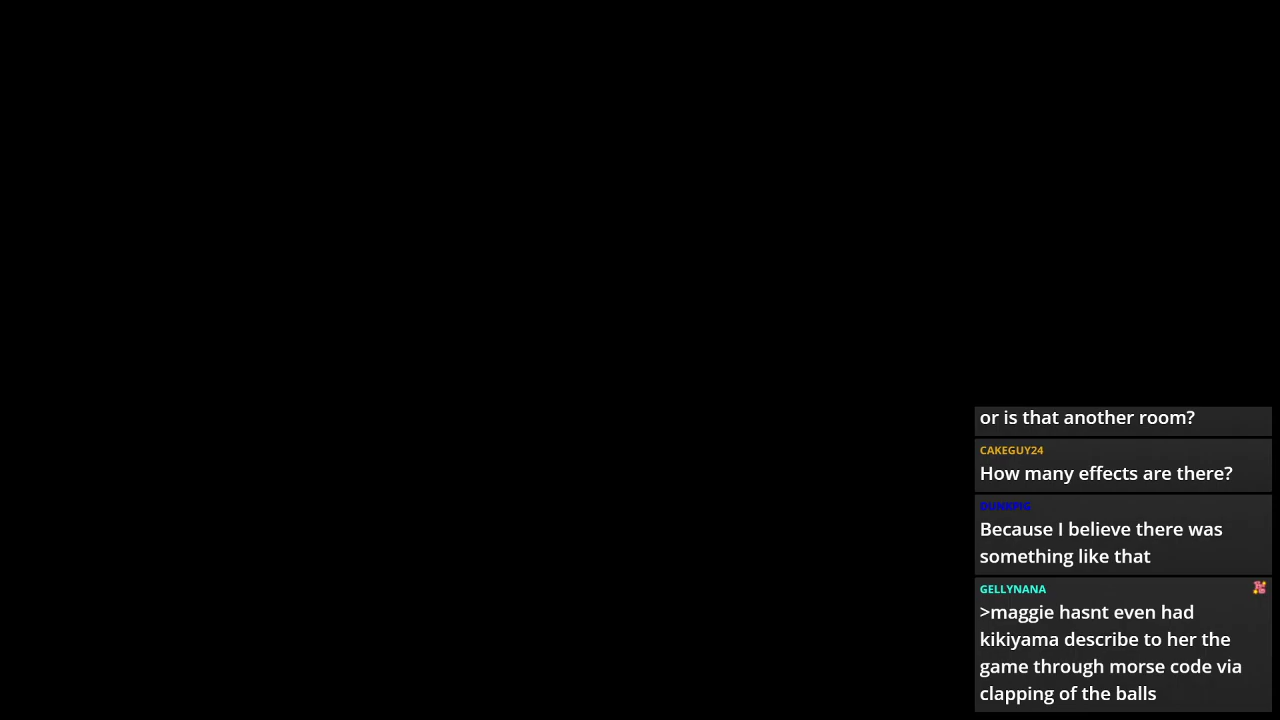 or is that another room?
CAKEGUY24
How many effects are there?
DUNKPIG
Because I believe there was
something like that
GELLYNANA
>maggie hasnt even had
kikiyama describe to her the
game through morse code via
clapping of the balls